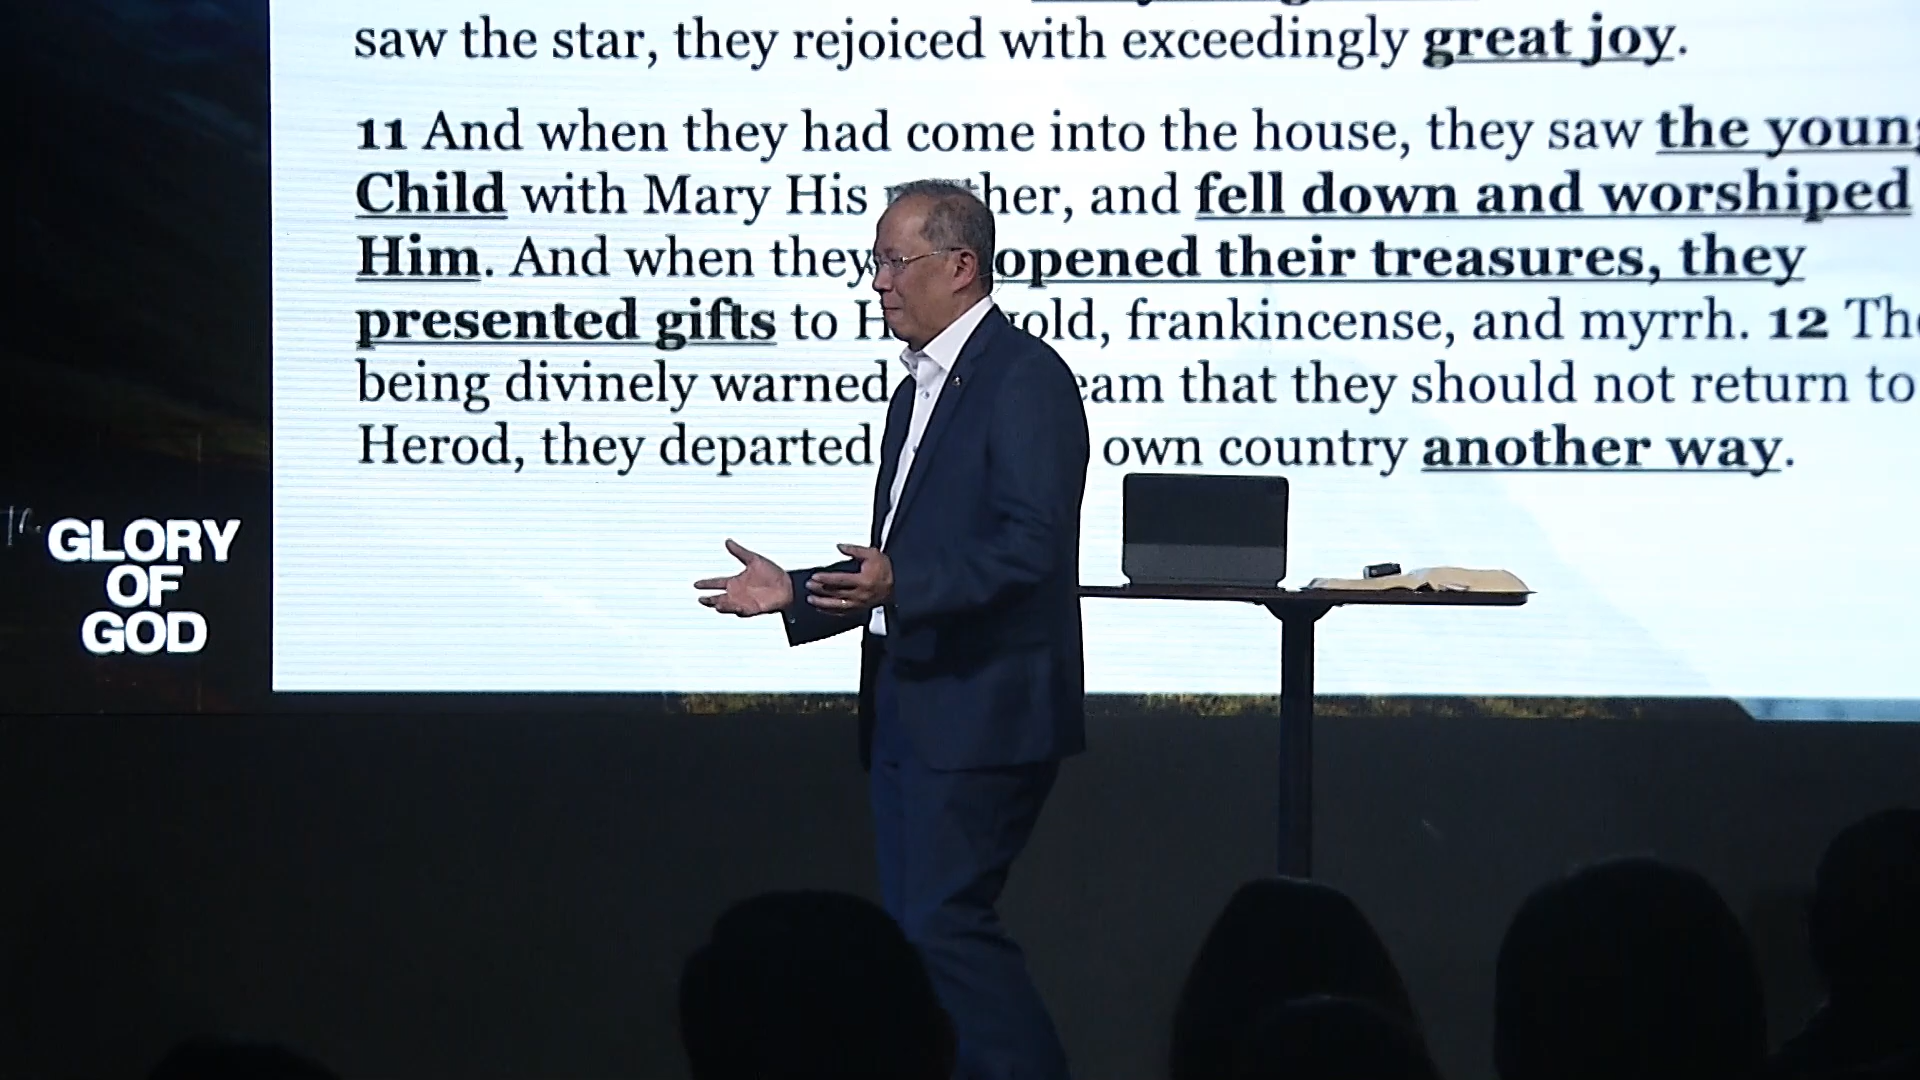 saw the star, they rejoiced with exceedingly great joy.
11 And when they had come into the house, they saw the young
Child with Mary His mother, and fell down and worshiped
Him. And when they opened their treasures, they
presented gifts to gold, frankincense, and myrrh. 12
being divinely warned that they should not return to
Herod, they departed own country another way.
The
GLORY
OF
GOD